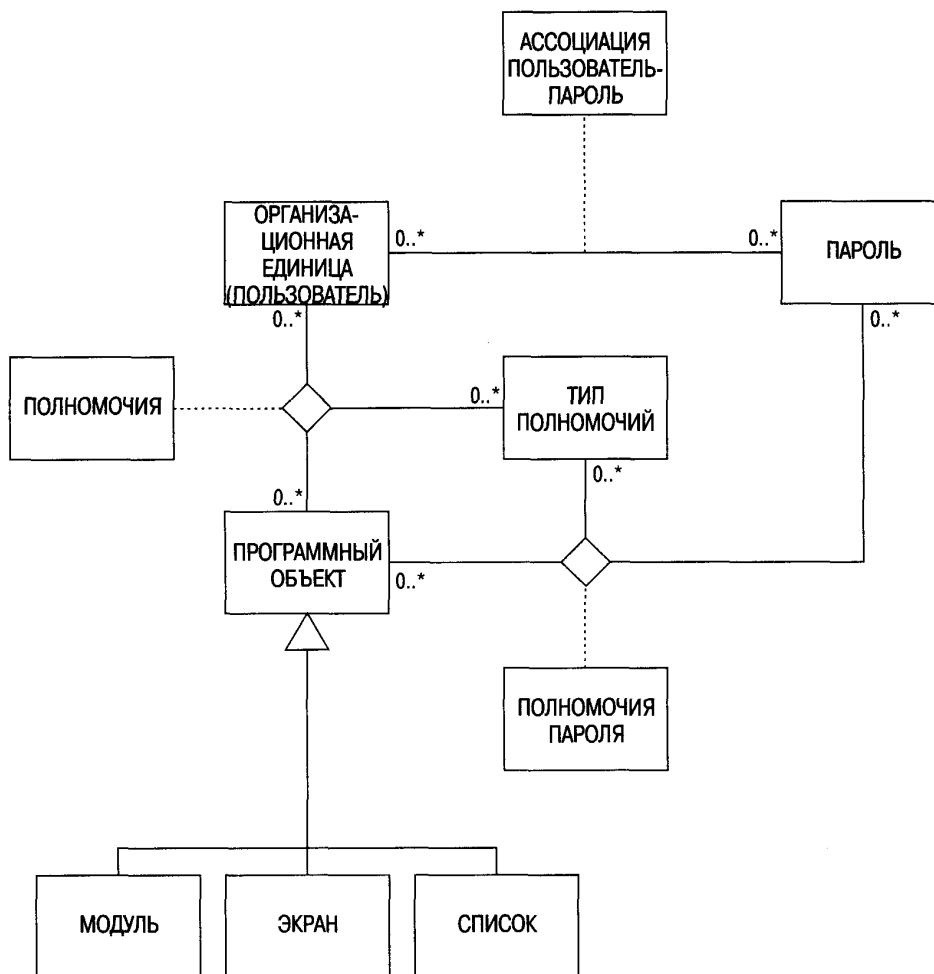 АССОЦИАЦИЯ
ПОЛЬЗОВАТЕЛЬ-
ПАРОЛЬ
ОРГАНИЗА-
ЦИОННАЯ
ЕДИНИЦА
(ПОЛЬЗОВАТЕЛЬ)
0..*
0..*
ПАРОЛЬ
0..*
0..*
ПОЛНОМОЧИЯ
0..*
ТИП
ПОЛНОМОЧИЙ
0..*
0..*
ПРОГРАММНЫЙ
ОБЪЕКТ
0..*
ПОЛНОМОЧИЯ
ПАРОЛЯ
МОДУЛЬ
ЭКРАН
СПИСОК